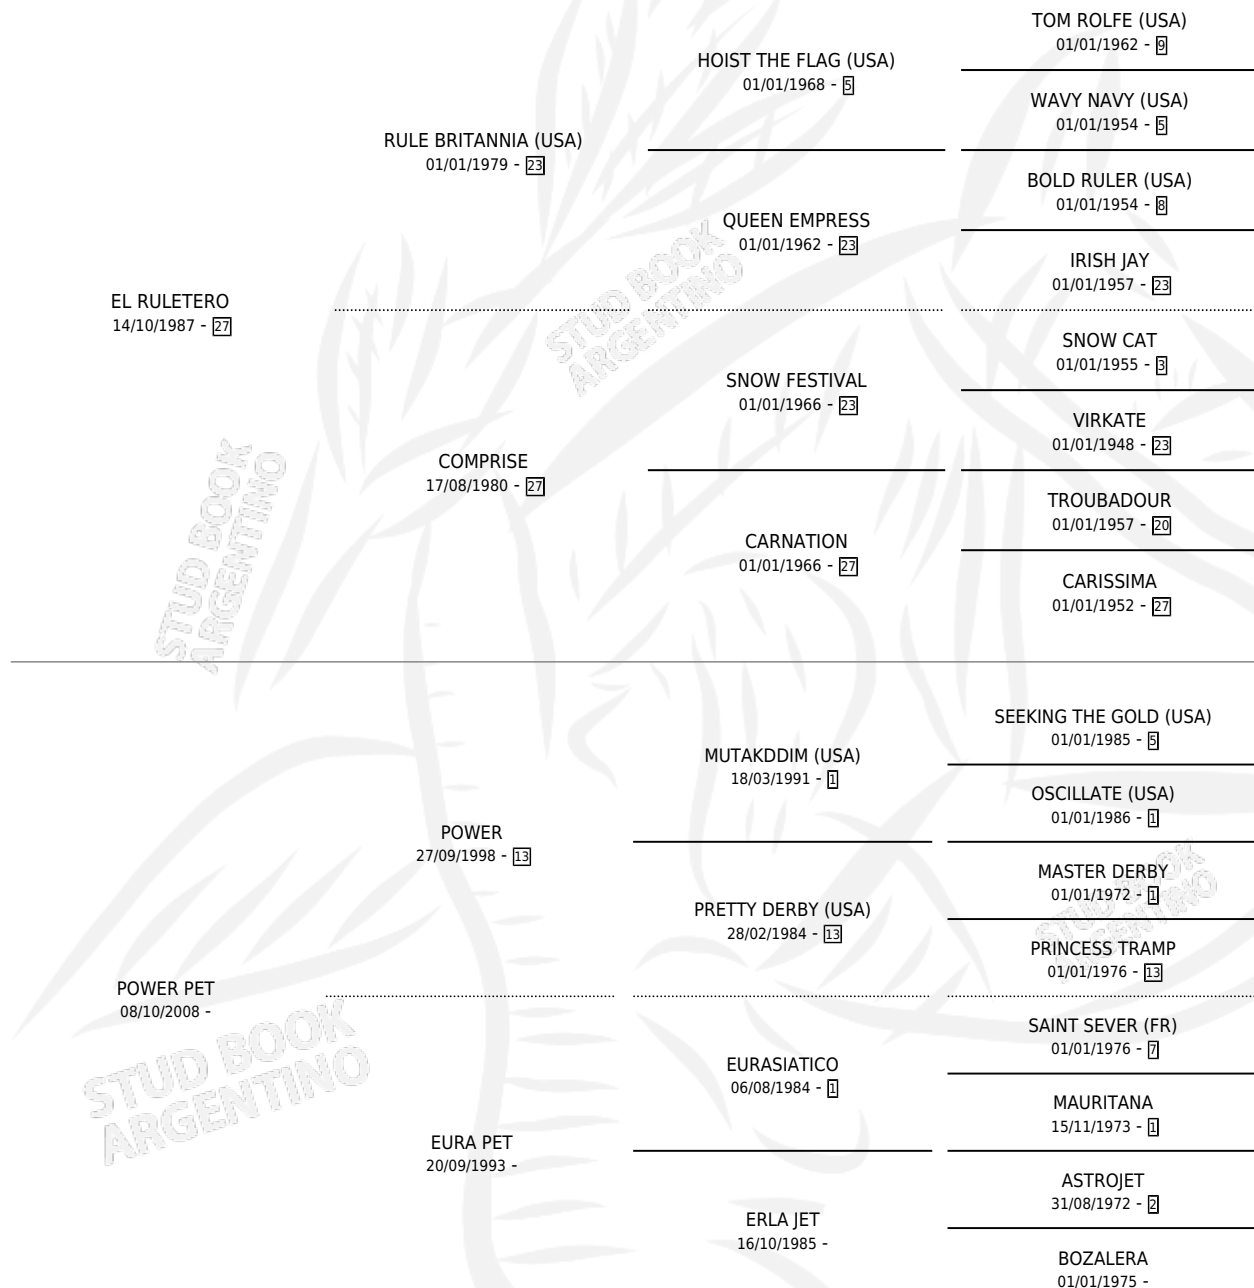 TOM ROLFE (USA)
01/01/1962 - 9
HOIST THE FLAG (USA)
01/01/1968 - 5
WAVY NAVY (USA)
01/01/1954 - 5
RULE BRITANNIA (USA)
01/01/1979 - 23
BOLD RULER (USA)
01/01/1954 - 8
QUEEN EMPRESS
01/01/1962 - 23
IRISH JAY
01/01/1957 - 23
EL RULETERO
14/10/1987 - 27
SNOW CAT
01/01/1955 - 3
SNOW FESTIVAL
01/01/1966 - 23
VIRKATE
01/01/1948 - 23
COMPRISE
17/08/1980 - 27
TROUBADOUR
01/01/1957 - 20
CARNATION
01/01/1966 - 27
CARISSIMA
01/01/1952 - 27
STUD BOOK
ARGENTINO
STUD BOOK
ARGENTINO
SEEKING THE GOLD (USA)
01/01/1985 - 5
MUTAKDDIM (USA)
18/03/1991 - 1
OSCILLATE (USA)
01/01/1986 - 1
POWER
27/09/1998 - 13
MASTER DERBY
01/01/1972 - 1
PRETTY DERBY (USA)
28/02/1984 - 13
PRINCESS TRAMP
01/01/1976 - 13
STUD BOOK
ARGENTINO
POWER PET
08/10/2008 -
SAINT SEVER (FR)
01/01/1976 - 7
EURASIATICO
06/08/1984 - 1
MAURITANA
15/11/1973 - 1
EURA PET
20/09/1993 -
ASTROJET
31/08/1972 - 2
ERLA JET
16/10/1985 -
BOZALERA
01/01/1975 -
STUD BOOK
ARGENTINO